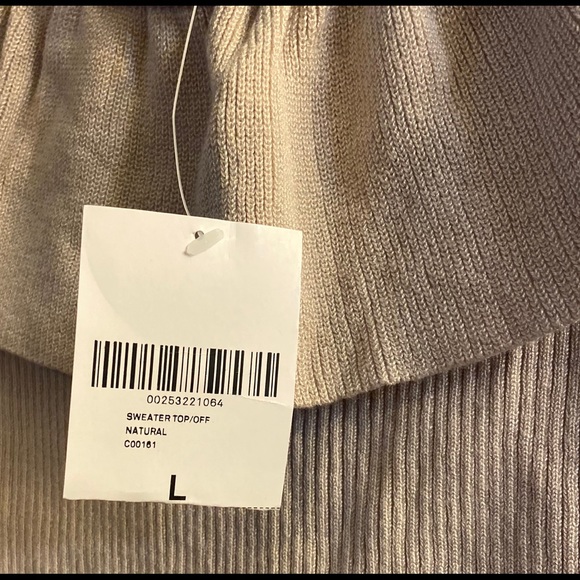 00253221064
SWEATER TOP/OFF
NATURAL
C00161
L